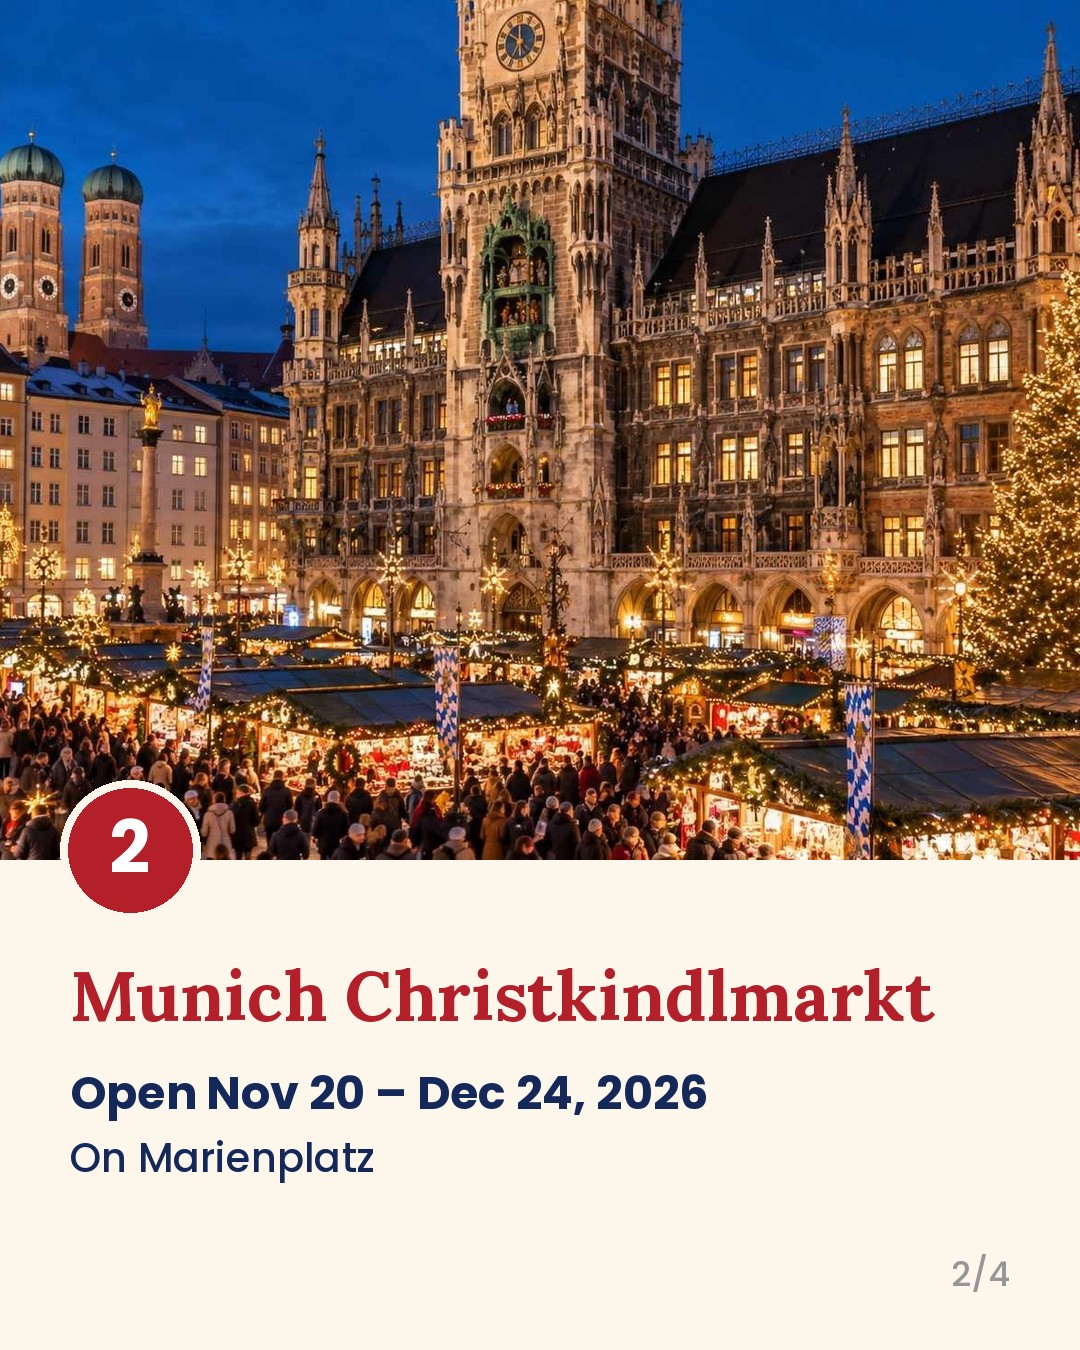 2
Munich Christkindlmarkt
Open Nov 20 – Dec 24, 2026
On Marienplatz
2/4